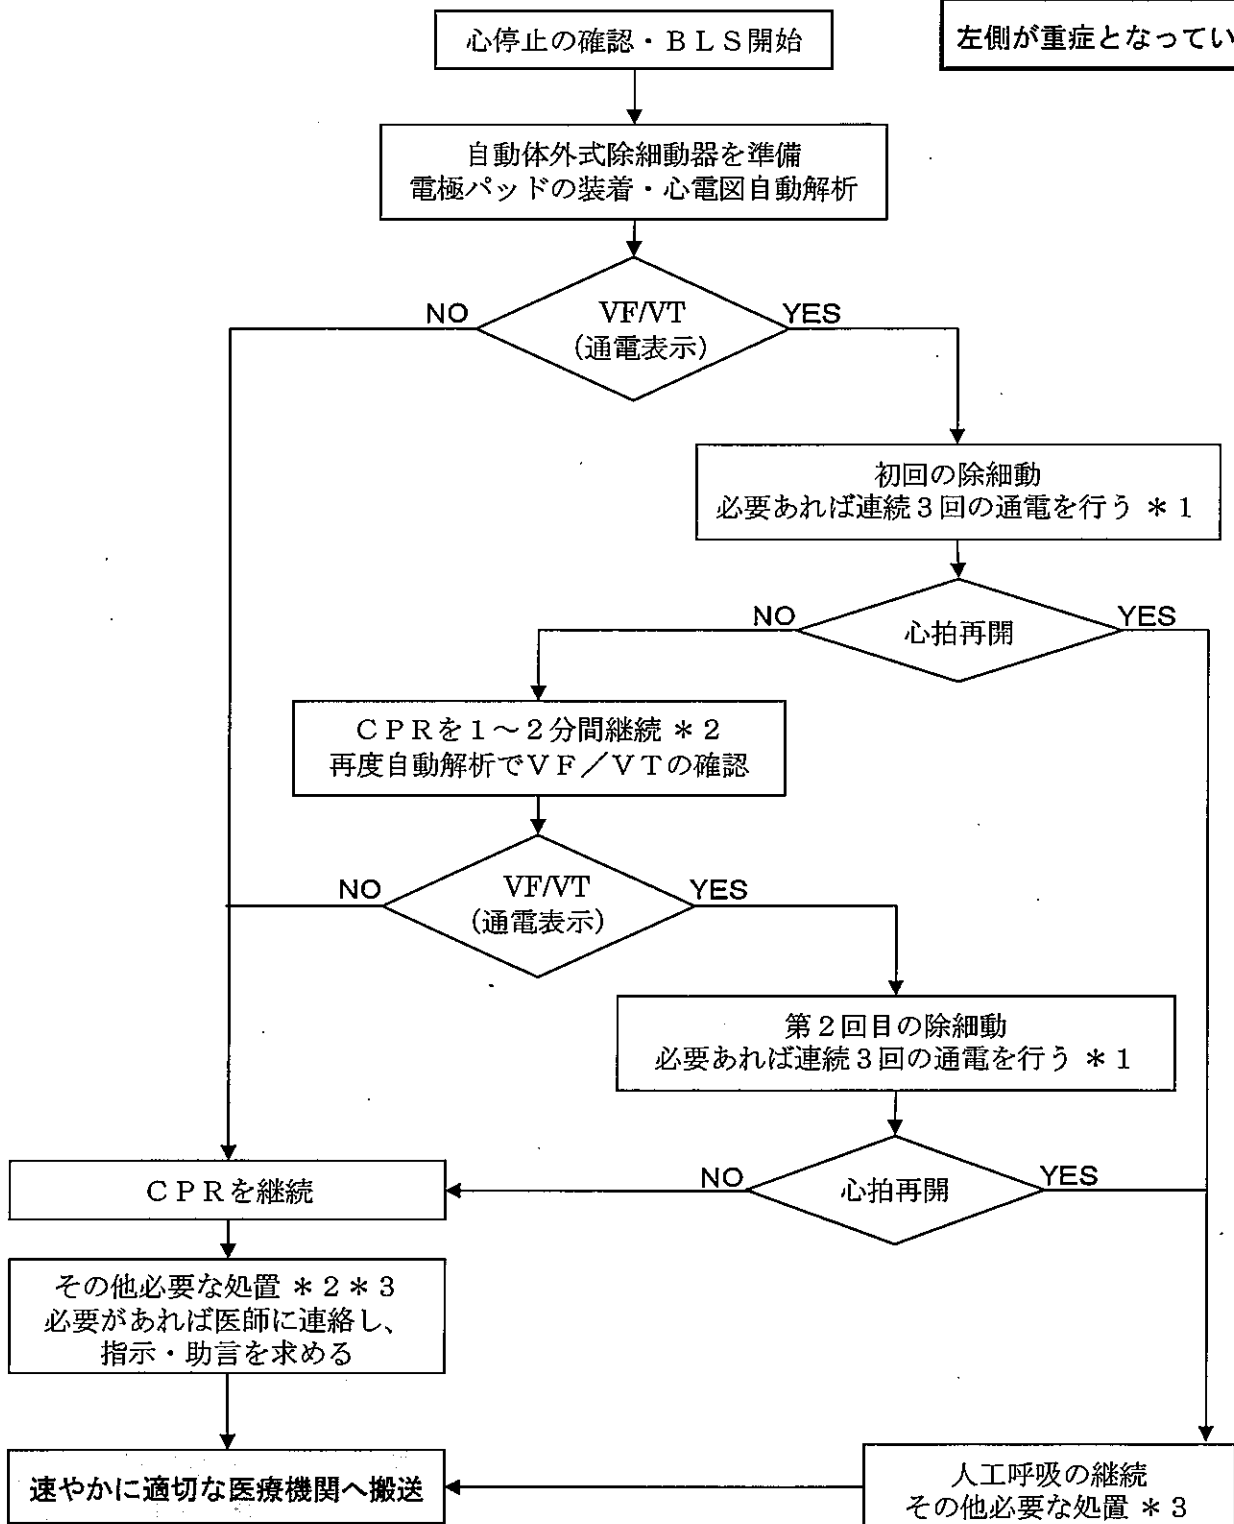 左側が重症となってい
心停止の確認・ＢＬＳ開始
自動体外式除細動器を準備
電極パッドの装着・心電図自動解析
NO
VF/VT
(通電表示)
YES
初回の除細動
必要あれば連続３回の通電を行う ＊１
NO
心拍再開
YES
ＣＰＲを１～２分間継続＊２
再度自動解析でＶＦ／ＶＴの確認
NO
VF/VT
(通電表示)
YES
第２回目の除細動
必要あれば連続３回の通電を行う ＊１
NO
心拍再開
YES
ＣＰＲを継続
その他必要な処置 ＊２＊３
必要があれば医師に連絡し、
指示・助言を求める
速やかに適切な医療機関へ搬送
人工呼吸の継続
その他必要な処置＊３